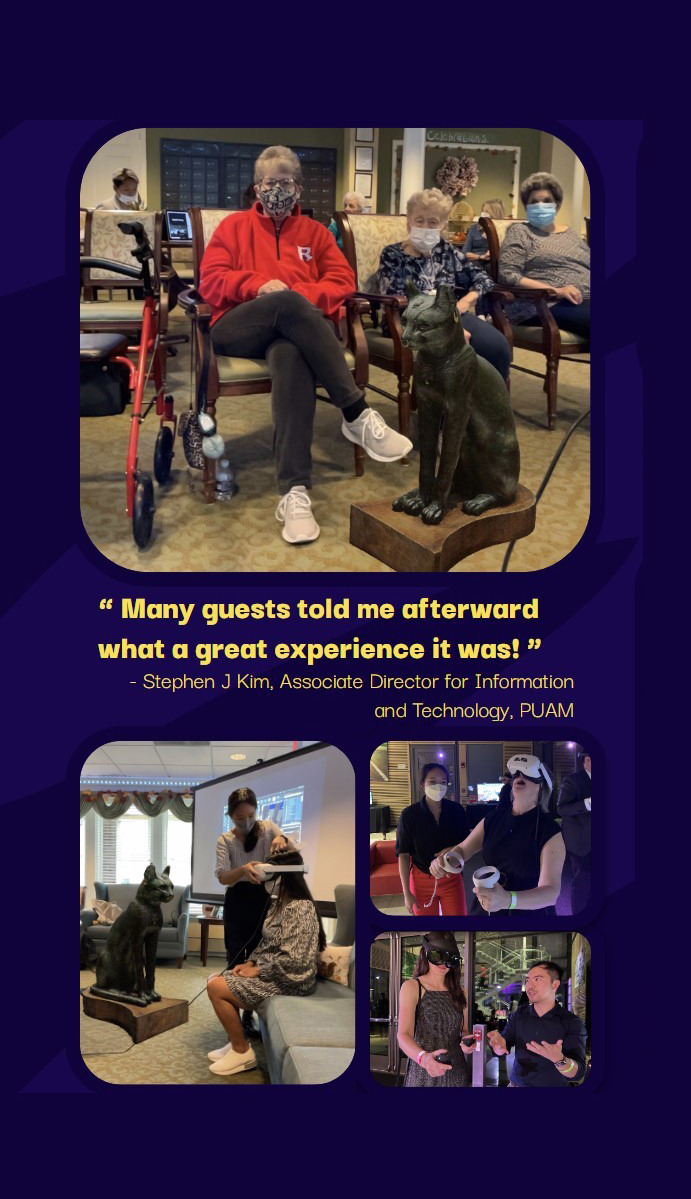 Celebrations
“ Many guests told me afterward
what a great experience it was! ”
- Stephen J Kim, Associate Director for Information
and Technology, PUAM